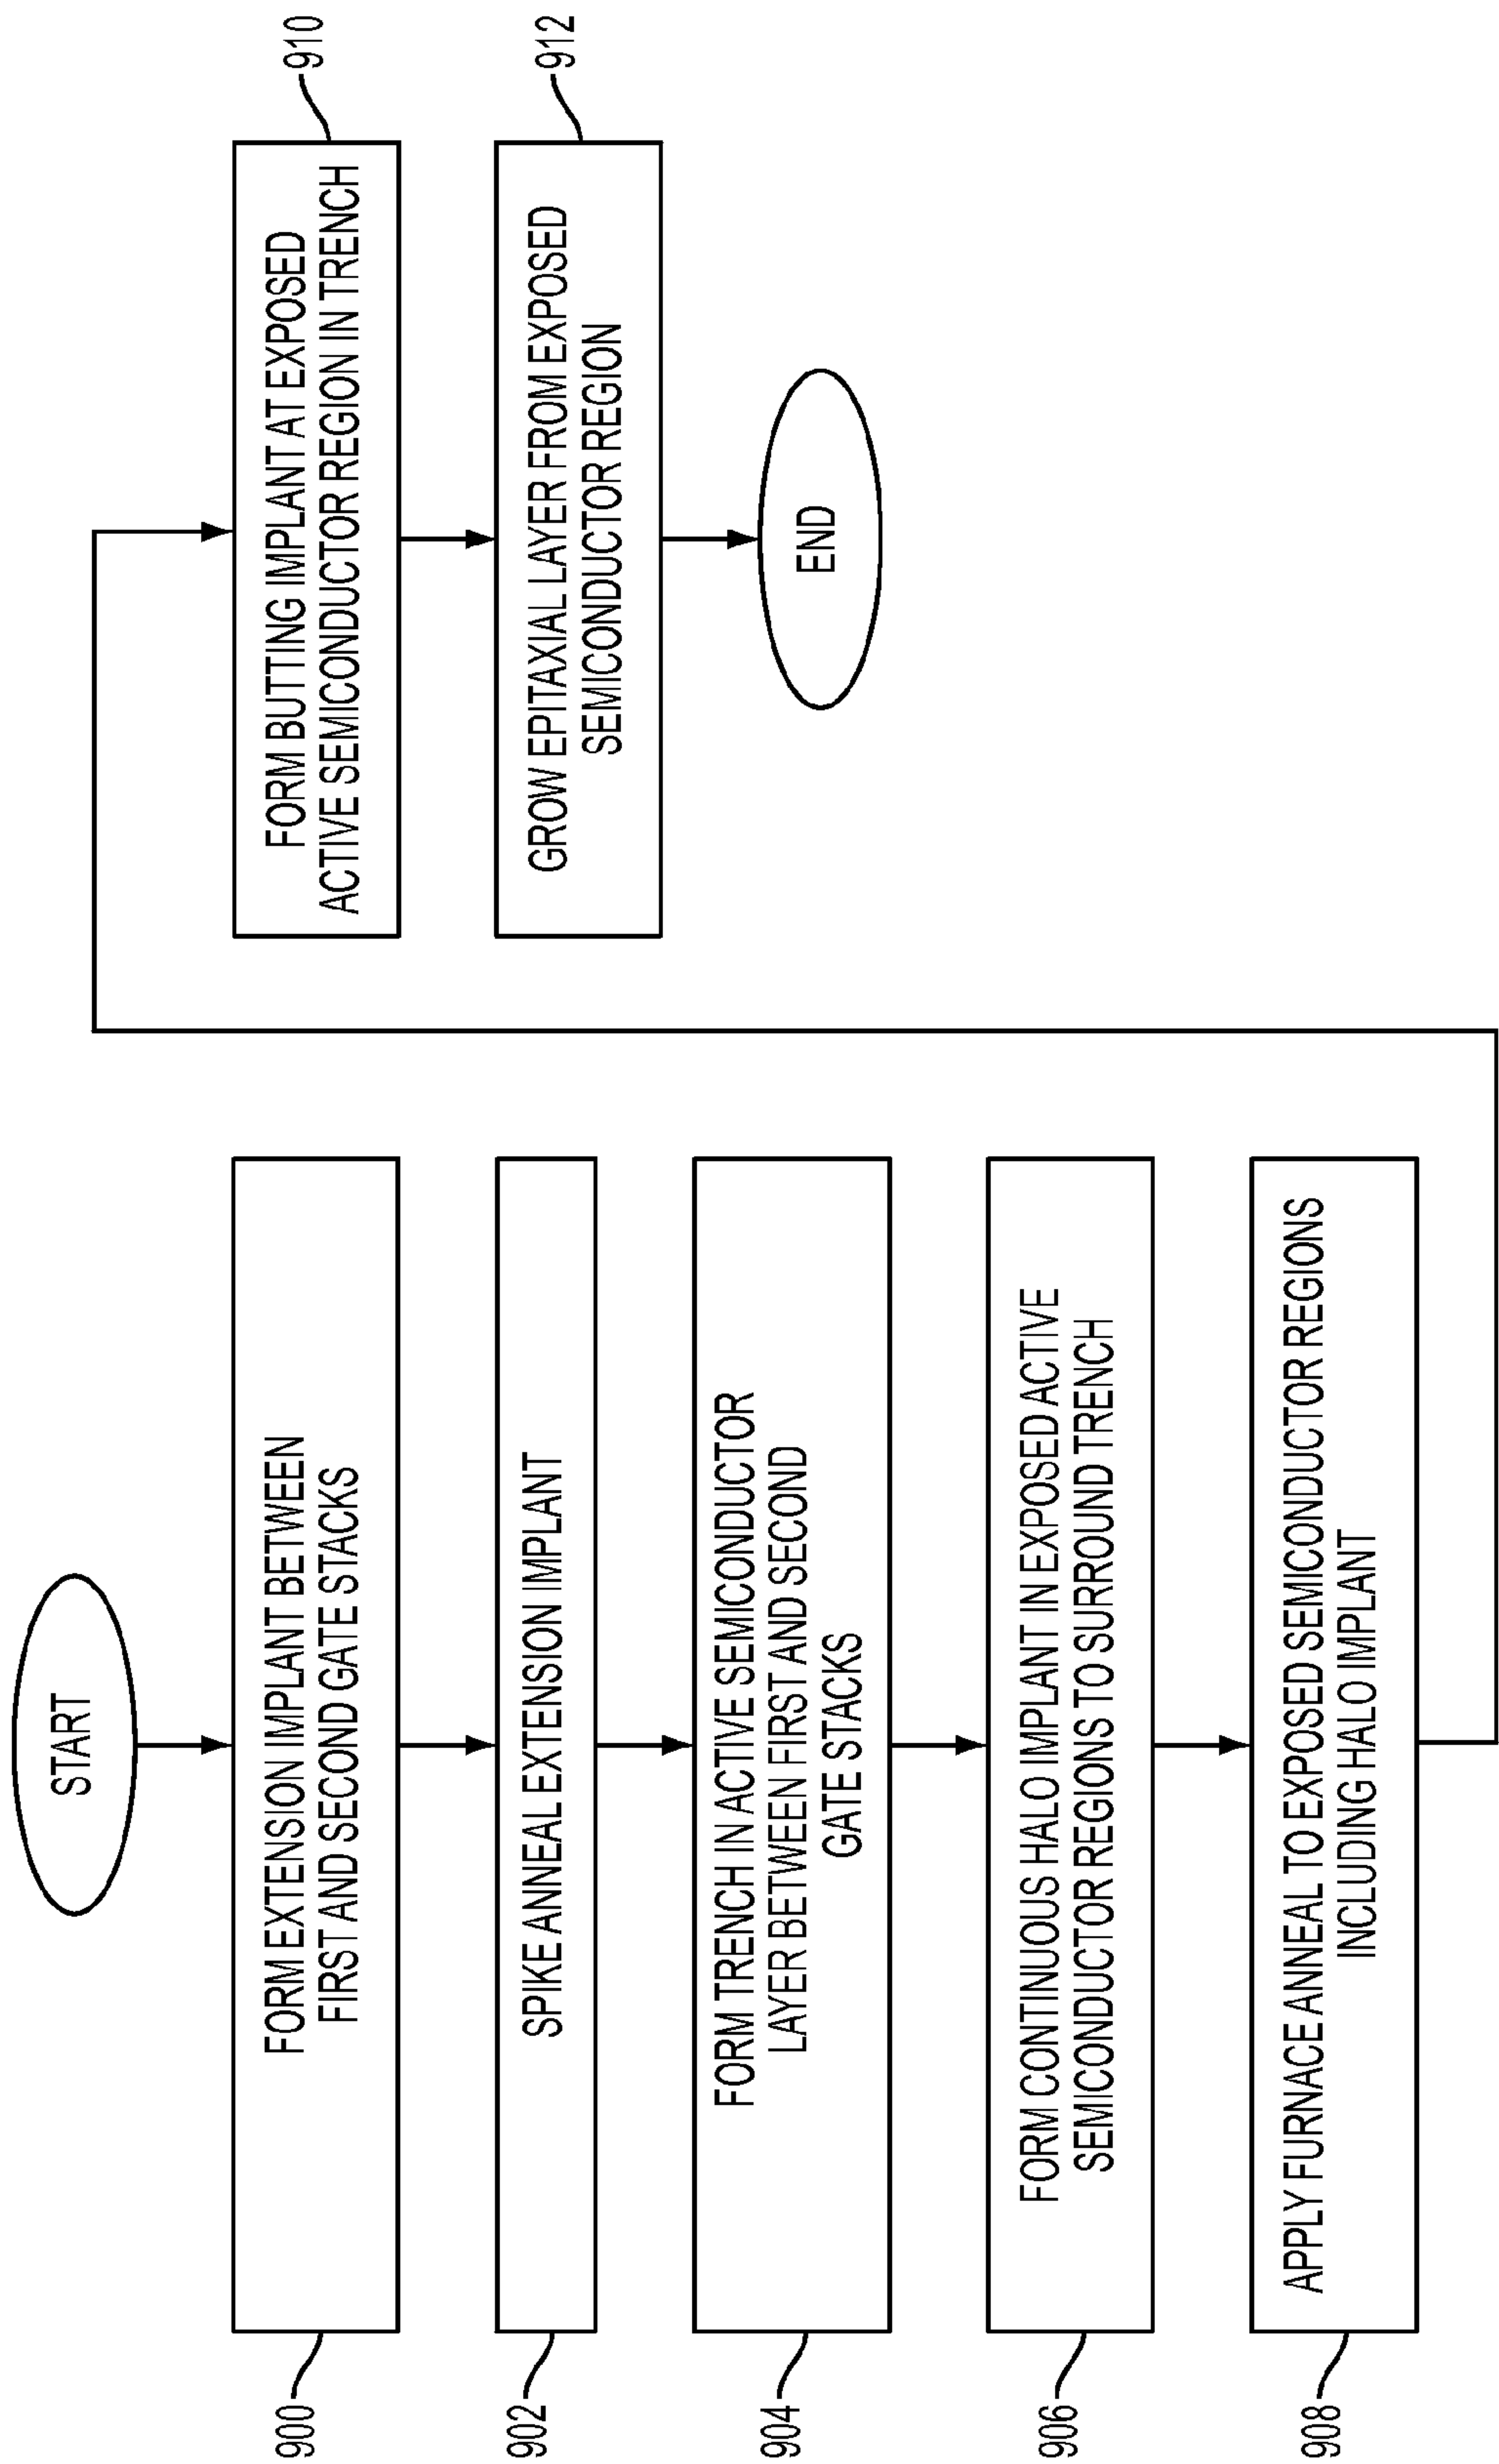 START
900
FORM EXTENSION IMPLANT BETWEEN
FIRST AND SECOND GATE STACKS
902
SPIKE ANNEAL EXTENSION IMPLANT
904
FORM TRENCH IN ACTIVE SEMICONDUCTOR
LAYER BETWEEN FIRST AND SECOND
GATE STACKS
906
FORM CONTINUOUS HALO IMPLANT IN EXPOSED ACTIVE
SEMICONDUCTOR REGIONS TO SURROUND TRENCH
908
APPLY FURNACE ANNEAL TO EXPOSED SEMICONDUCTOR REGIONS
INCLUDING HALO IMPLANT
910
FORM BUTTING IMPLANT AT EXPOSED
ACTIVE SEMICONDUCTOR REGION IN TRENCH
912
GROW EPITAXIAL LAYER FROM EXPOSED
SEMICONDUCTOR REGION
END